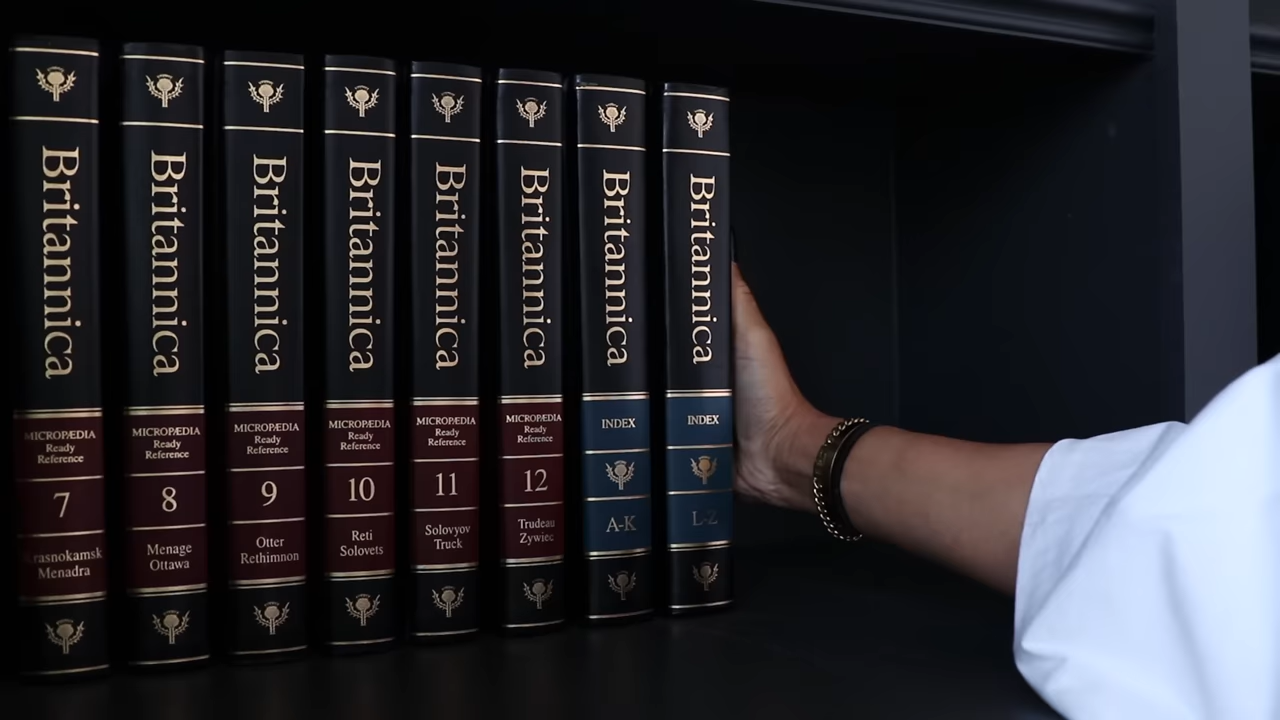 Britannica
MICROPÆDIA
Ready
Reference
7
Krasnokamsk
Menadra
Britannica
MICROPÆDIA
Ready
Reference
8
Menage
Ottawa
Britannica
MICROPÆDIA
Ready
Reference
9
Otter
Rethimnon
Britannica
MICROPÆDIA
Ready
Reference
10
Reti
Solovets
Britannica
MICROPÆDIA
Ready
Reference
11
Solovyov
Truck
Britannica
MICROPÆDIA
Ready
Reference
12
Trudeau
Zywiec
Britannica
INDEX
A-K
Britannica
INDEX
L-Z